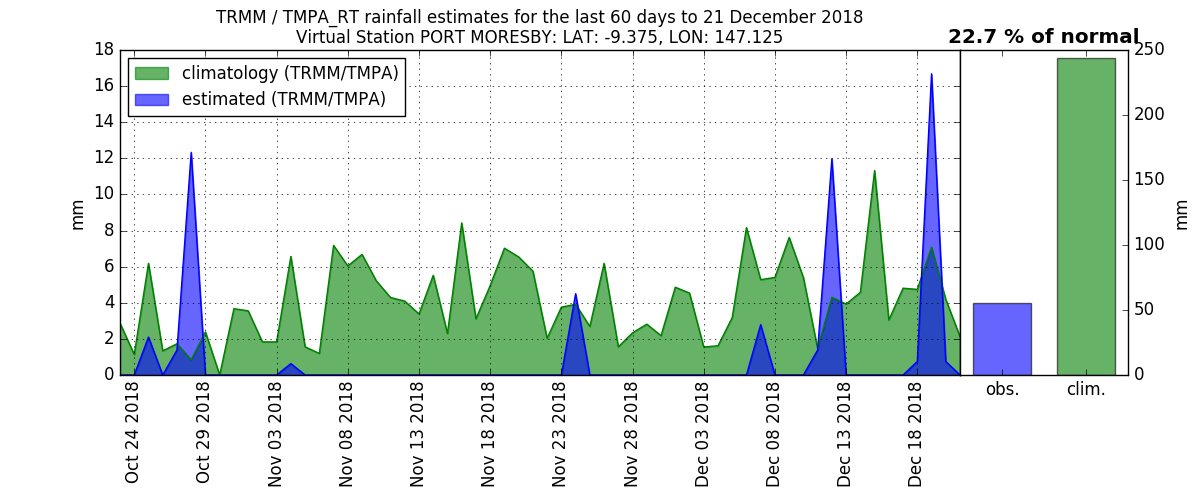 TRMM / TMPA_RT rainfall estimates for the last 60 days to 21 December 2018
Virtual Station PORT MORESBY: LAT: -9.375, LON: 147.125
22.7 % of normal
climatology (TRMM/TMPA)
estimated (TRMM/TMPA)
mm
18
16
14
12
10
8
6
4
2
0
Oct 24 2018
Oct 29 2018
Nov 03 2018
Nov 08 2018
Nov 13 2018
Nov 18 2018
Nov 23 2018
Nov 28 2018
Dec 03 2018
Dec 08 2018
Dec 13 2018
Dec 18 2018
obs.
clim.
250
200
150
100
50
0
mm